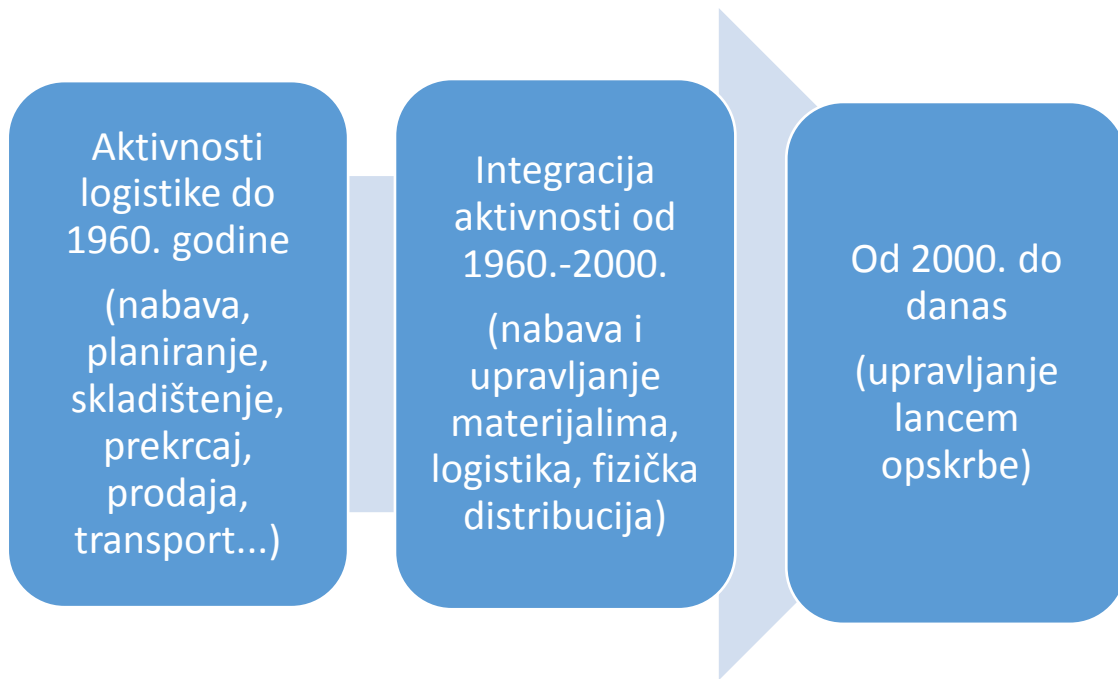 Aktivnosti
logistike do
1960. godine
(nabava,
planiranje,
skladištenje,
prekrcaj,
prodaja,
transport...)
Integracija
aktivnosti od
1960.-2000.
(nabava i
upravljanje
materijalima,
logistika, fizička
distribucija)
Od 2000. do
danas
(upravljanje
lancem
opskrbe)